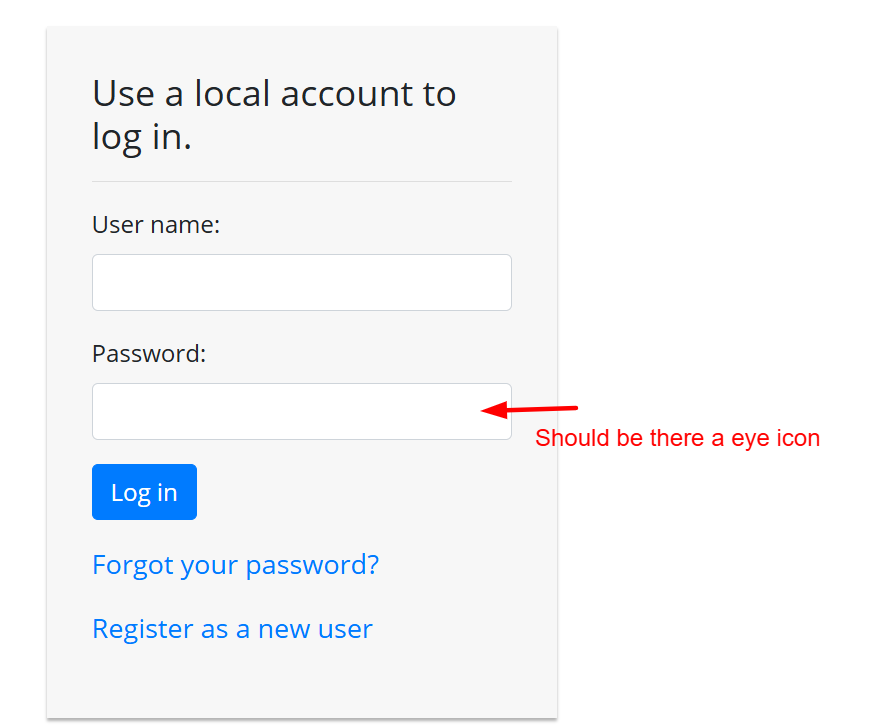 Use a local account to
log in.
User name:
Password:
Should be there a eye icon
Log in
Forgot your password?
Register as a new user